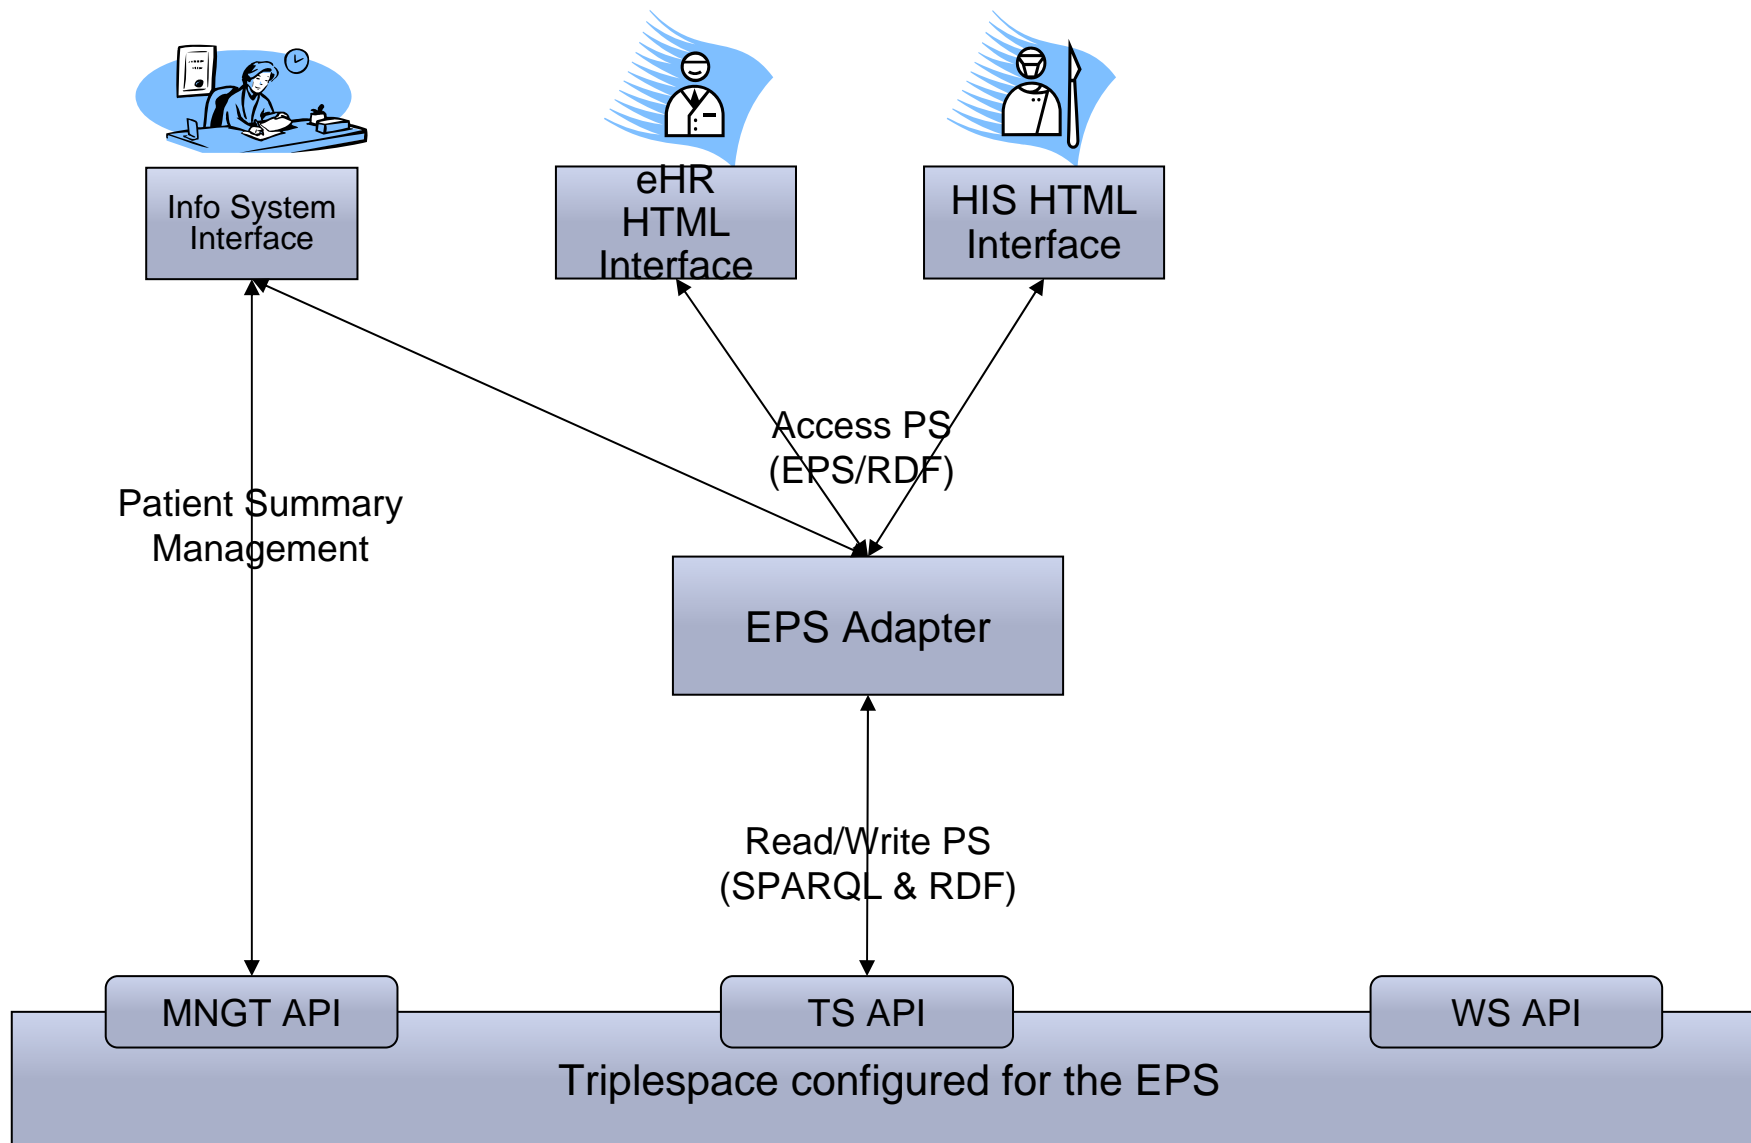 Info System
Interface
eHR
HTML
Interface
HIS HTML
Interface
Access PS
(EPS/RDF)
Patient Summary
Management
EPS Adapter
Read/Write PS
(SPARQL & RDF)
MNGT API
TS API
WS API
Triplespace configured for the EPS